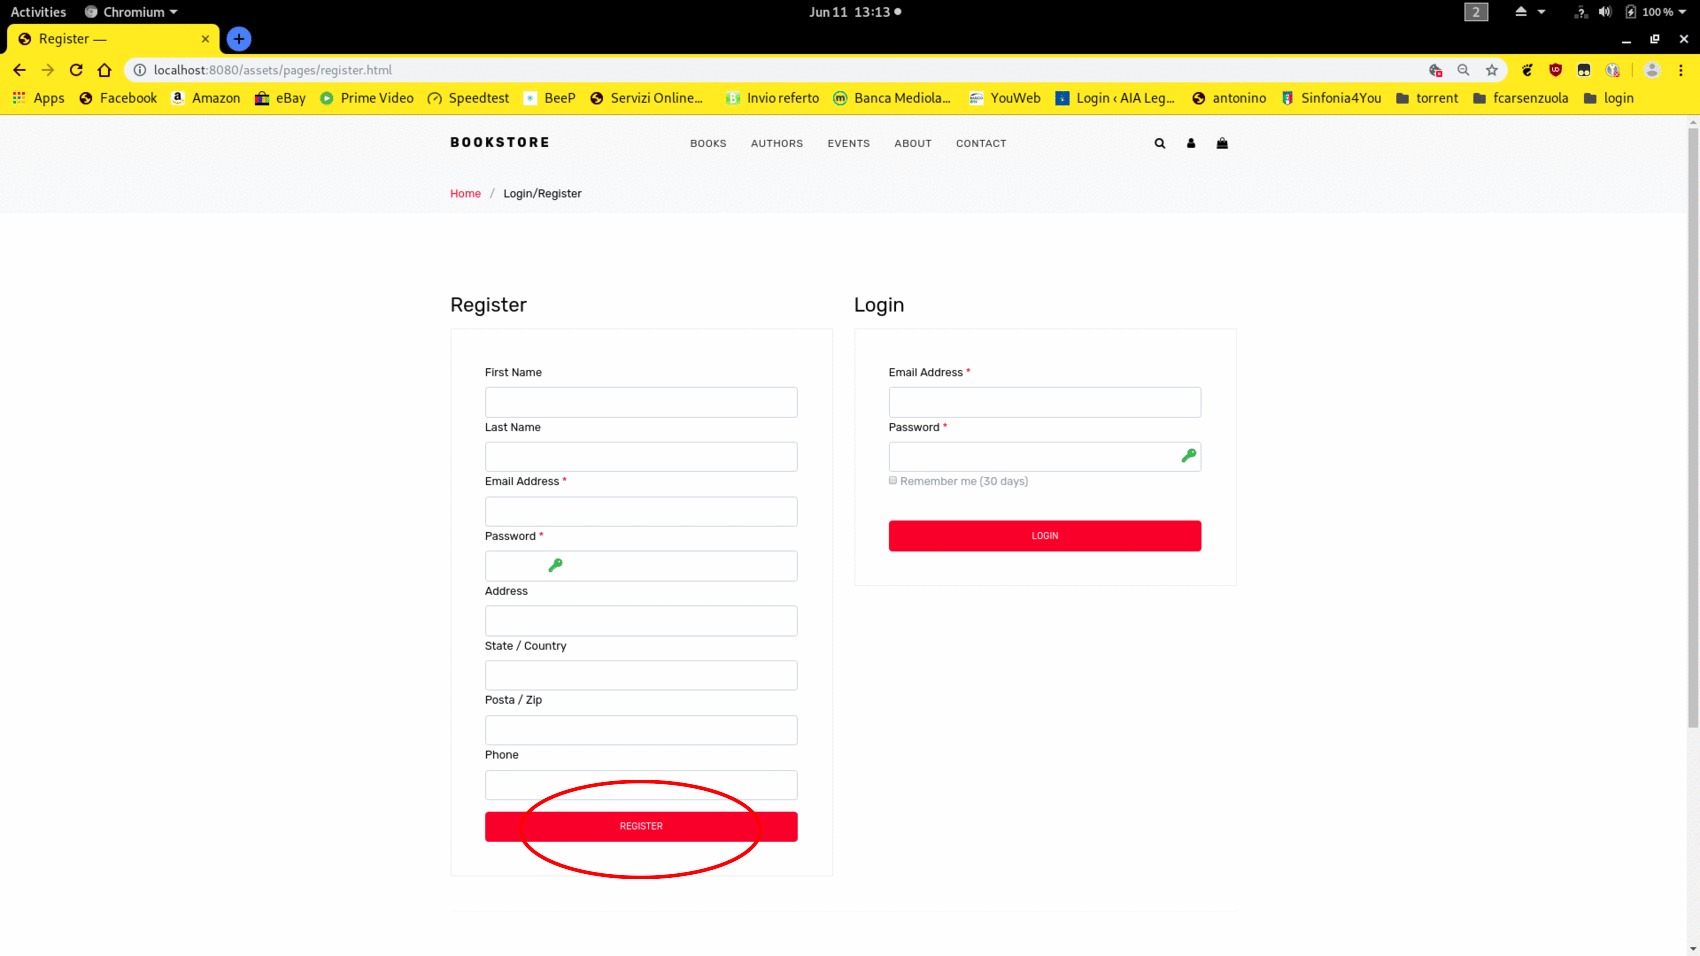 Activities Chromium Jun 11 13:13 2 100 %
Register —
localhost:8080/assets/pages/register.html
Apps Facebook Amazon eBay Prime Video Speedtest BeeP Servizi Online... Invio referto Banca Mediola... YouWeb Login ‹ AIA Leg... antonino Sinfonia4You torrent fcarsenzuola login
BOOKSTORE BOOKS AUTHORS EVENTS ABOUT CONTACT
Home / Login/Register
Register
First Name
Last Name
Email Address *
Password *
Address
State / Country
Posta / Zip
Phone
REGISTER
Login
Email Address *
Password *
Remember me (30 days)
LOGIN